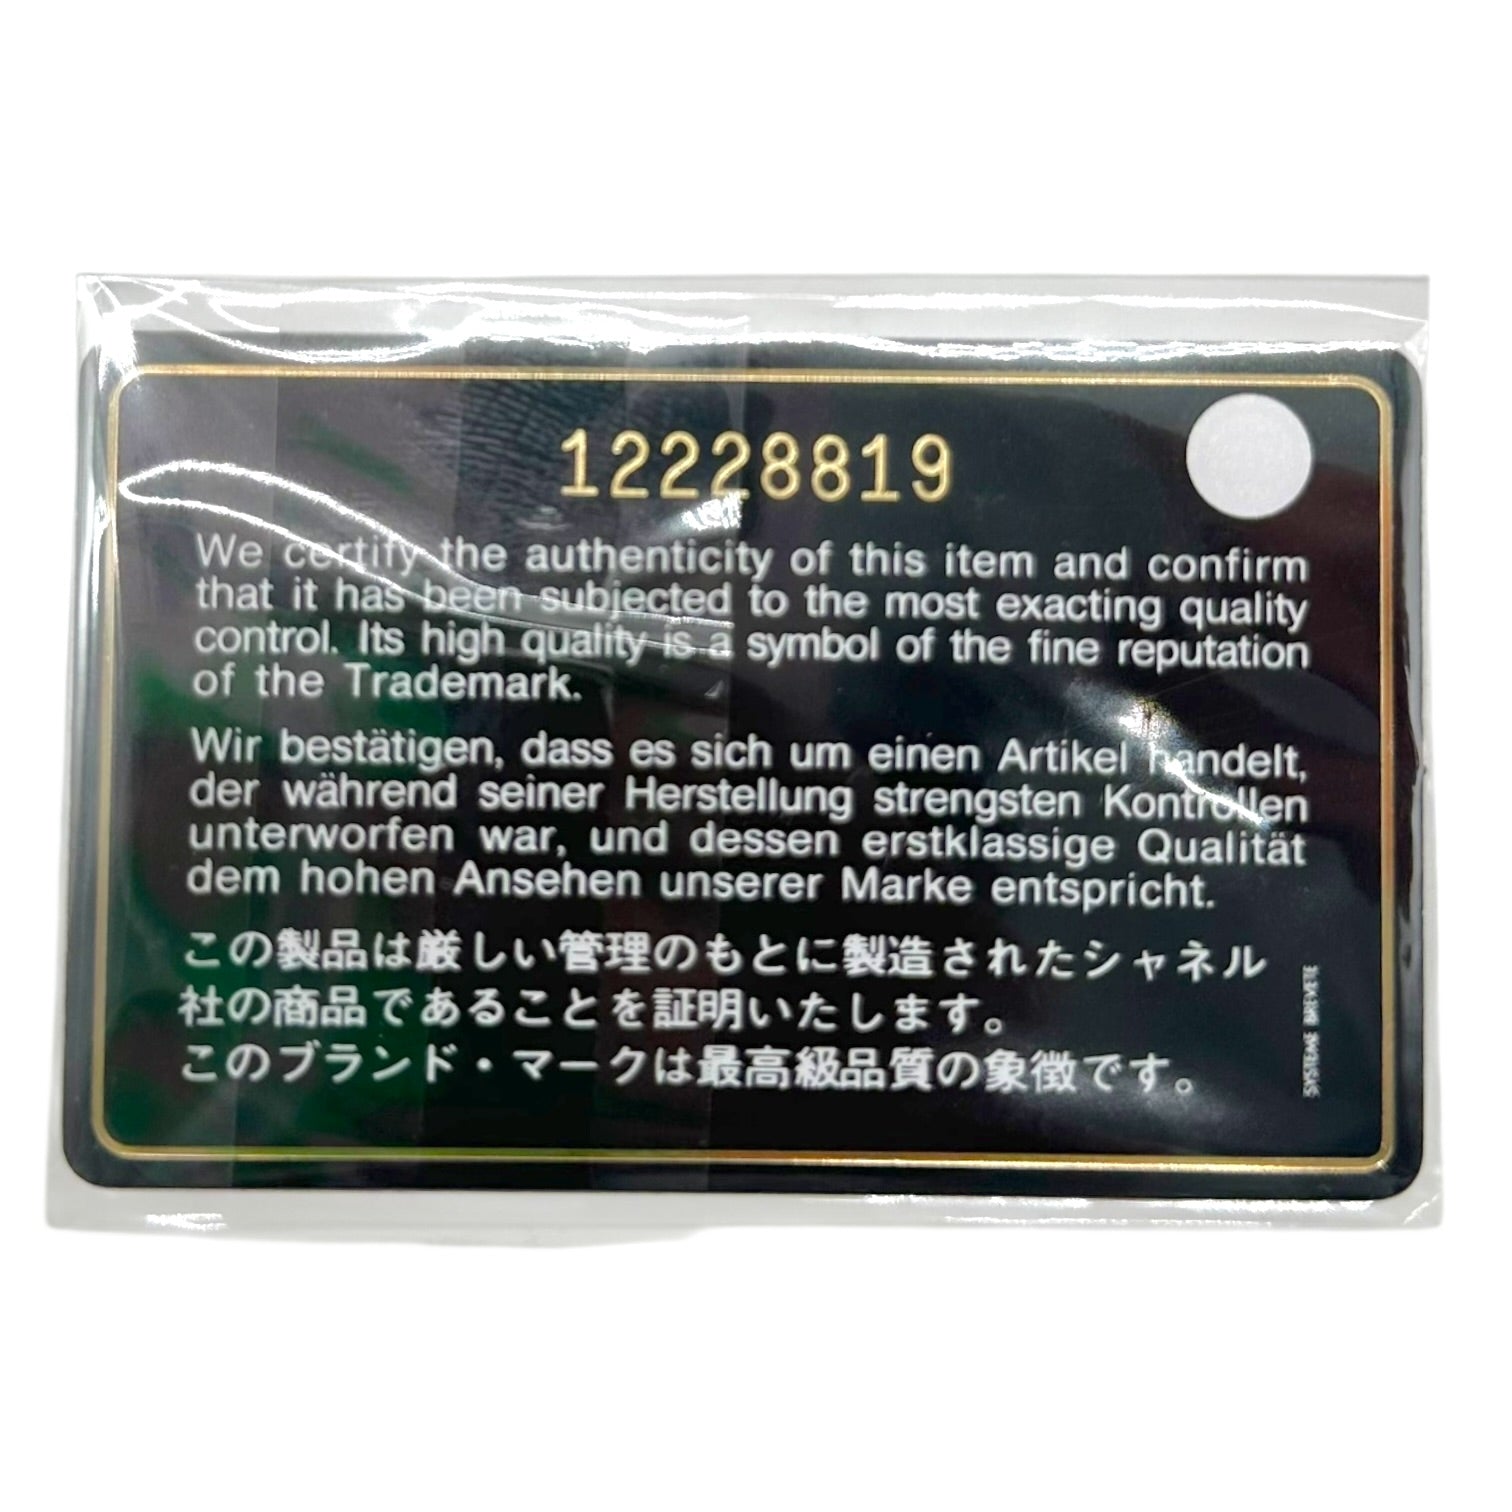 12228819
We certify the authenticity of this item and confirm
that it has been subjected to the most exacting quality
control. Its high quality is a symbol of the fine reputation
of the Trademark.
Wir bestätigen, dass es sich um einen Artikel handelt,
der während seiner Herstellung strengsten Kontrollen
unterworfen war, und dessen erstklassige Qualität
dem hohen Ansehen unserer Marke entspricht.
この製品は厳しい管理のもとに製造されたシャネル
社の商品であることを証明いたします。
このブランド・マークは最高級品質の象徴です。
SYSTEME BREVETE